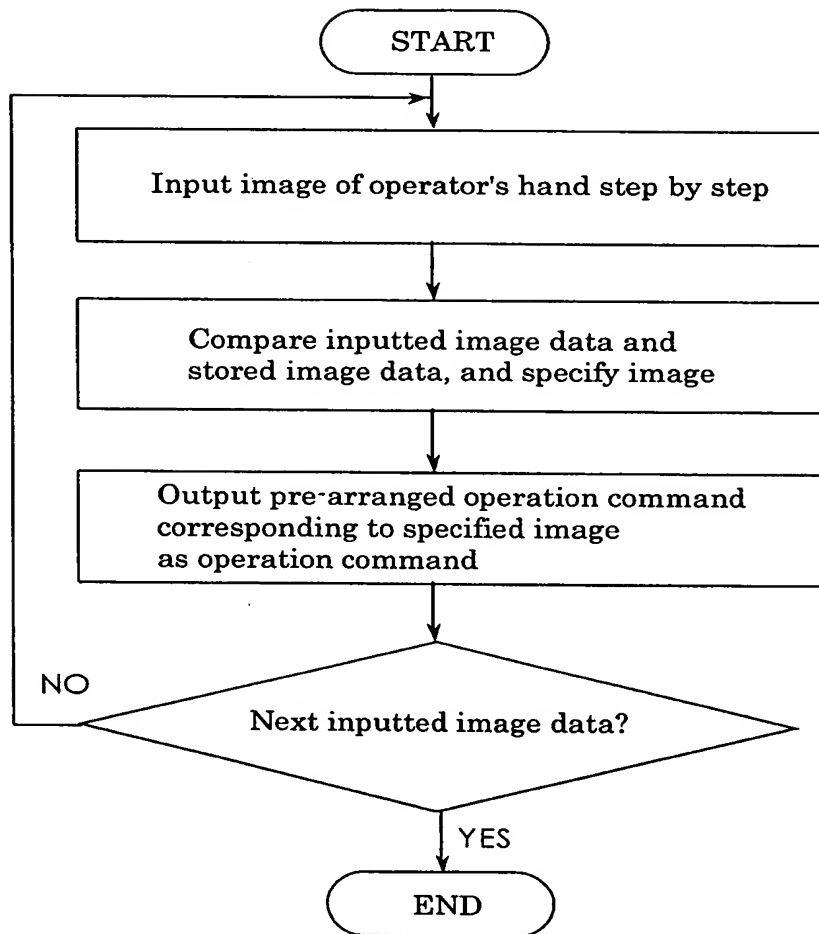 START
Input image of operator's hand step by step
Compare inputted image data and
stored image data, and specify image
Output pre-arranged operation command
corresponding to specified image
as operation command
NO
Next inputted image data?
YES
END